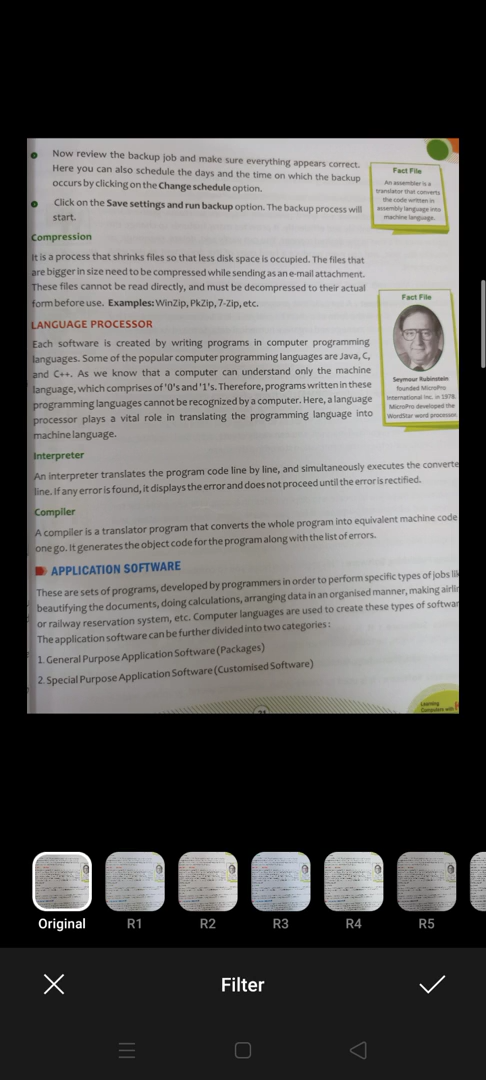 Now review the backup job and make sure everything appears correct.
Here you can also schedule the days and the time on which the backup
occurs by clicking on the Change schedule option.
Click on the Save settings and run backup option. The backup process will
start.
Fact File
An assembler is a
translator that converts
the code written in
assembly language into
machine language.
Compression
It is a process that shrinks files so that less disk space is occupied. The files that
are bigger in size need to be compressed while sending as an e-mail attachment.
These files cannot be read directly, and must be decompressed to their actual
form before use. Examples: WinZip, PkZip, 7-Zip, etc.
Fact File
Seymour Rubinstein
founded MicroPro
International Inc. in 1978.
MicroPro developed the
WordStar word processor.
LANGUAGE PROCESSOR
Each software is created by writing programs in computer programming
languages. Some of the popular computer programming languages are Java, C,
and C++. As we know that a computer can understand only the machine
language, which comprises of '0's and '1's. Therefore, programs written in these
programming languages cannot be recognized by a computer. Here, a language
processor plays a vital role in translating the programming language into
machine language.
Interpreter
An interpreter translates the program code line by line, and simultaneously executes the converte
line. If any error is found, it displays the error and does not proceed until the error is rectified.
Compiler
A compiler is a translator program that converts the whole program into equivalent machine code
one go. It generates the object code for the program along with the list of errors.
APPLICATION SOFTWARE
These are sets of programs, developed by programmers in order to perform specific types of jobs lik
beautifying the documents, doing calculations, arranging data in an organised manner, making airlin
or railway reservation system, etc. Computer languages are used to create these types of softwar
The application software can be further divided into two categories:
1. General Purpose Application Software (Packages)
2. Special Purpose Application Software (Customised Software)
Learning
Computers with
Original R1 R2 R3 R4 R5
Filter